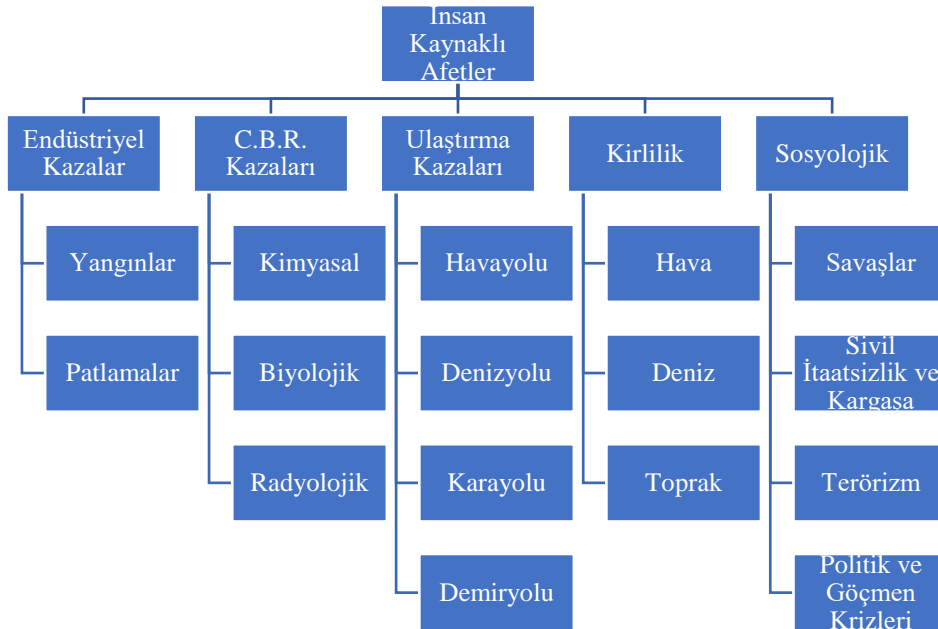 İnsan
Kaynaklı
Afetler
Endüstriyel
Kazalar
Yangınlar
Patlamalar
C.B.R.
Kazaları
Kimyasal
Biyolojik
Radyolojik
Ulaştırma
Kazaları
Havayolu
Denizyolu
Karayolu
Demiryolu
Kirlilik
Hava
Deniz
Toprak
Sosyolojik
Savaşlar
Sivil
İtaatsizlik ve
Kargaşa
Terörizm
Politik ve
Göçmen
Krizleri